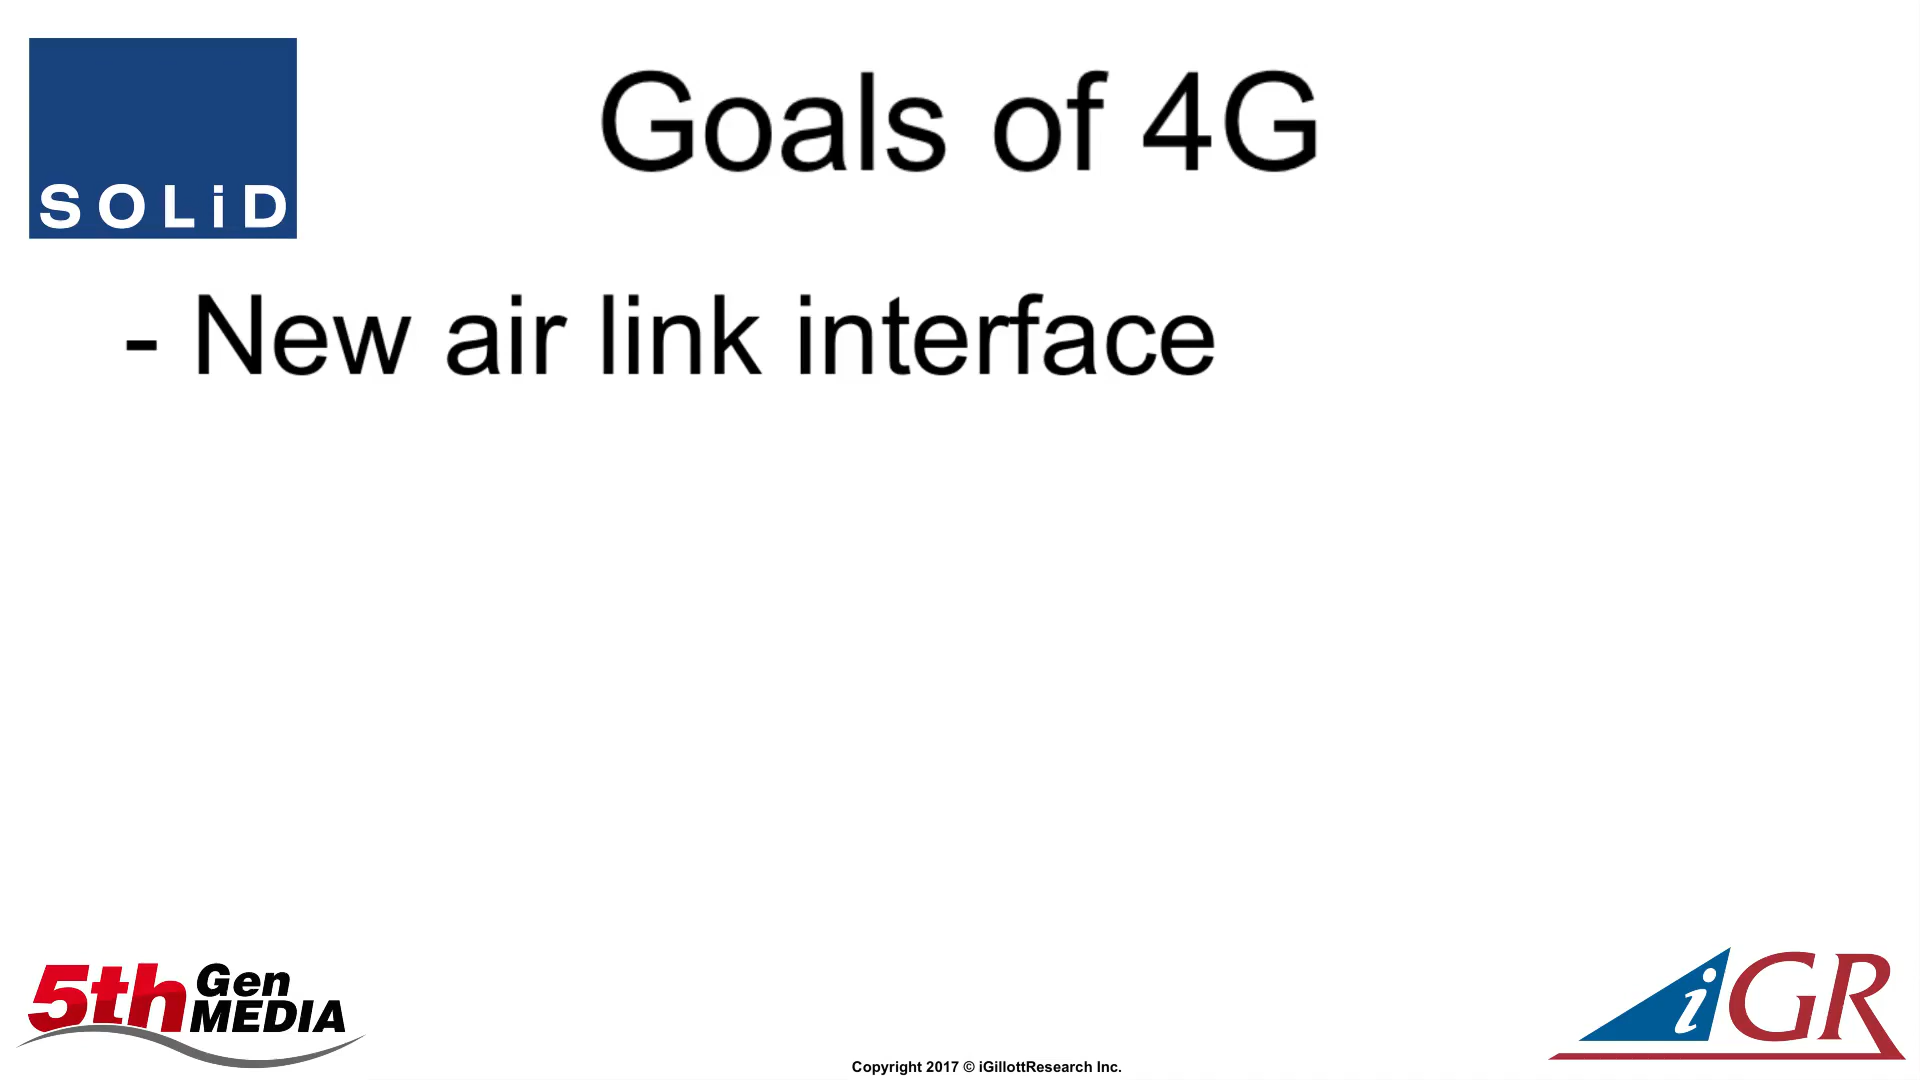 SOLiD
Goals of 4G
- New air link interface
5th Gen
MEDIA
iGR
Copyright 2017 © iGillottResearch Inc.